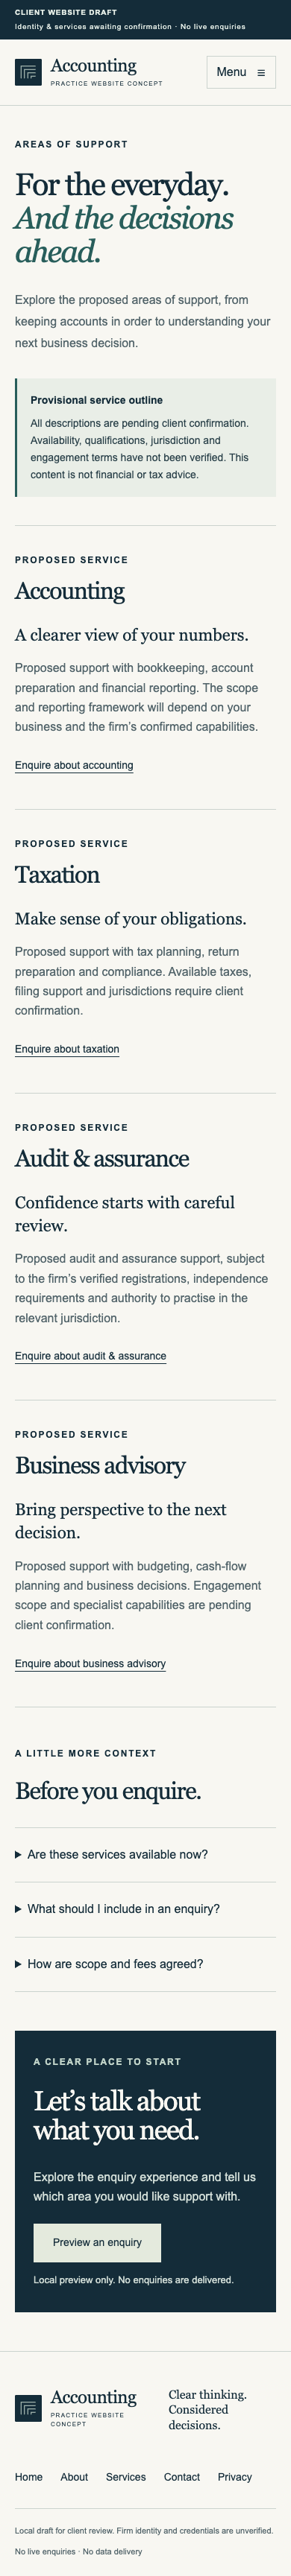 CLIENT WEBSITE DRAFT
Identity & services awaiting confirmation · No live enquiries
Accounting
PRACTICE WEBSITE CONCEPT
Menu ≡
AREAS OF SUPPORT
For the everyday.
And the decisions
ahead.
Explore the proposed areas of support, from
keeping accounts in order to understanding your
next business decision.
Provisional service outline
All descriptions are pending client confirmation.
Availability, qualifications, jurisdiction and
engagement terms have not been verified. This
content is not financial or tax advice.
PROPOSED SERVICE
Accounting
A clearer view of your numbers.
Proposed support with bookkeeping, account
preparation and financial reporting. The scope
and reporting framework will depend on your
business and the firm’s confirmed capabilities.
Enquire about accounting
PROPOSED SERVICE
Taxation
Make sense of your obligations.
Proposed support with tax planning, return
preparation and compliance. Available taxes,
filing support and jurisdictions require client
confirmation.
Enquire about taxation
PROPOSED SERVICE
Audit & assurance
Confidence starts with careful
review.
Proposed audit and assurance support, subject
to the firm’s verified registrations, independence
requirements and authority to practise in the
relevant jurisdiction.
Enquire about audit & assurance
PROPOSED SERVICE
Business advisory
Bring perspective to the next
decision.
Proposed support with budgeting, cash-flow
planning and business decisions. Engagement
scope and specialist capabilities are pending
client confirmation.
Enquire about business advisory
A LITTLE MORE CONTEXT
Before you enquire.
Are these services available now?
What should I include in an enquiry?
How are scope and fees agreed?
A CLEAR PLACE TO START
Let’s talk about
what you need.
Explore the enquiry experience and tell us
which area you would like support with.
Preview an enquiry
Local preview only. No enquiries are delivered.
Accounting
PRACTICE WEBSITE
CONCEPT
Clear thinking.
Considered
decisions.
Home About Services Contact Privacy
Local draft for client review. Firm identity and credentials are unverified.
No live enquiries · No data delivery